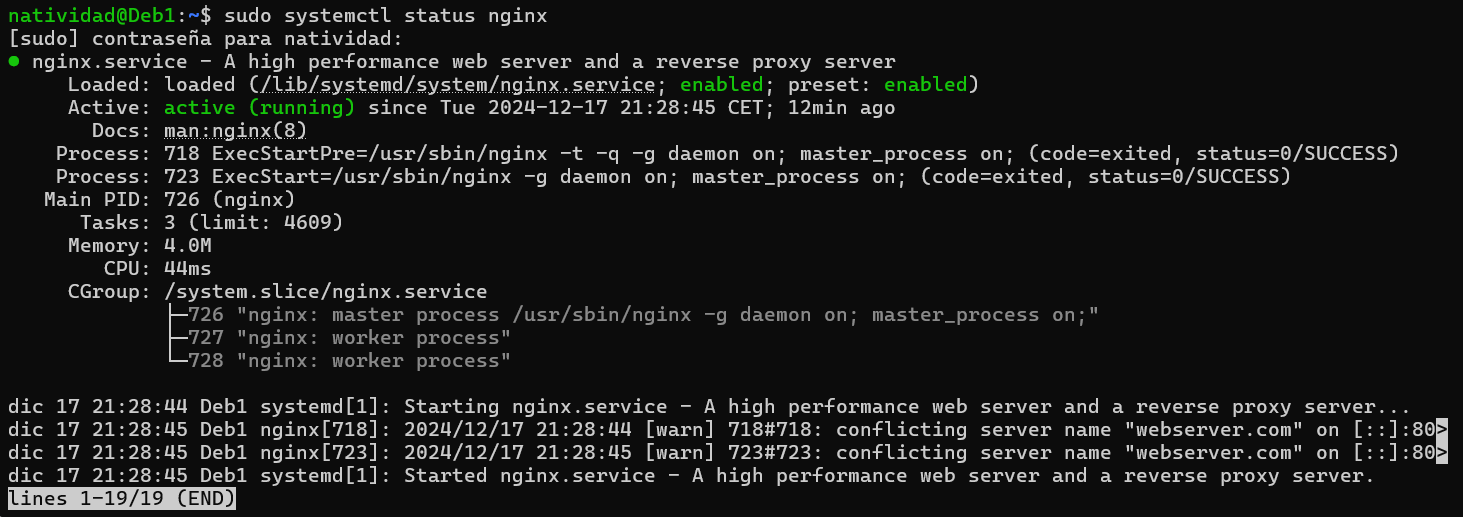 natividad@Deb1:~$ sudo systemctl status nginx
[sudo] contraseña para natividad:
● nginx.service - A high performance web server and a reverse proxy server
     Loaded: loaded (/lib/systemd/system/nginx.service; enabled; preset: enabled)
     Active: active (running) since Tue 2024-12-17 21:28:45 CET; 12min ago
       Docs: man:nginx(8)
    Process: 718 ExecStartPre=/usr/sbin/nginx -t -q -g daemon on; master_process on; (code=exited, status=0/SUCCESS)
    Process: 723 ExecStart=/usr/sbin/nginx -g daemon on; master_process on; (code=exited, status=0/SUCCESS)
   Main PID: 726 (nginx)
      Tasks: 3 (limit: 4609)
     Memory: 4.0M
        CPU: 44ms
     CGroup: /system.slice/nginx.service
             ├─726 "nginx: master process /usr/sbin/nginx -g daemon on; master_process on;"
             ├─727 "nginx: worker process"
             └─728 "nginx: worker process"

dic 17 21:28:44 Deb1 systemd[1]: Starting nginx.service - A high performance web server and a reverse proxy server...
dic 17 21:28:45 Deb1 nginx[718]: 2024/12/17 21:28:44 [warn] 718#718: conflicting server name "webserver.com" on [::]:80>
dic 17 21:28:45 Deb1 nginx[723]: 2024/12/17 21:28:45 [warn] 723#723: conflicting server name "webserver.com" on [::]:80>
dic 17 21:28:45 Deb1 systemd[1]: Started nginx.service - A high performance web server and a reverse proxy server.
lines 1-19/19 (END)